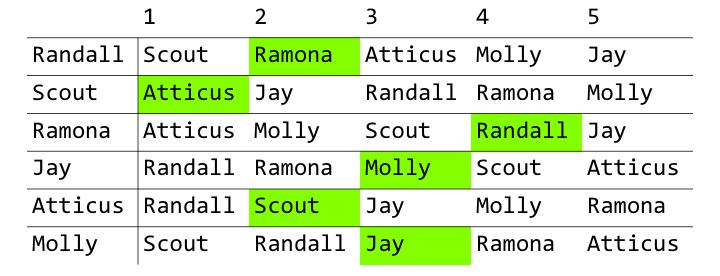 1 2 3 4 5
Randall Scout Ramona Atticus Molly Jay
Scout Atticus Jay Randall Ramona Molly
Ramona Atticus Molly Scout Randall Jay
Jay Randall Ramona Molly Scout Atticus
Atticus Randall Scout Jay Molly Ramona
Molly Scout Randall Jay Ramona Atticus